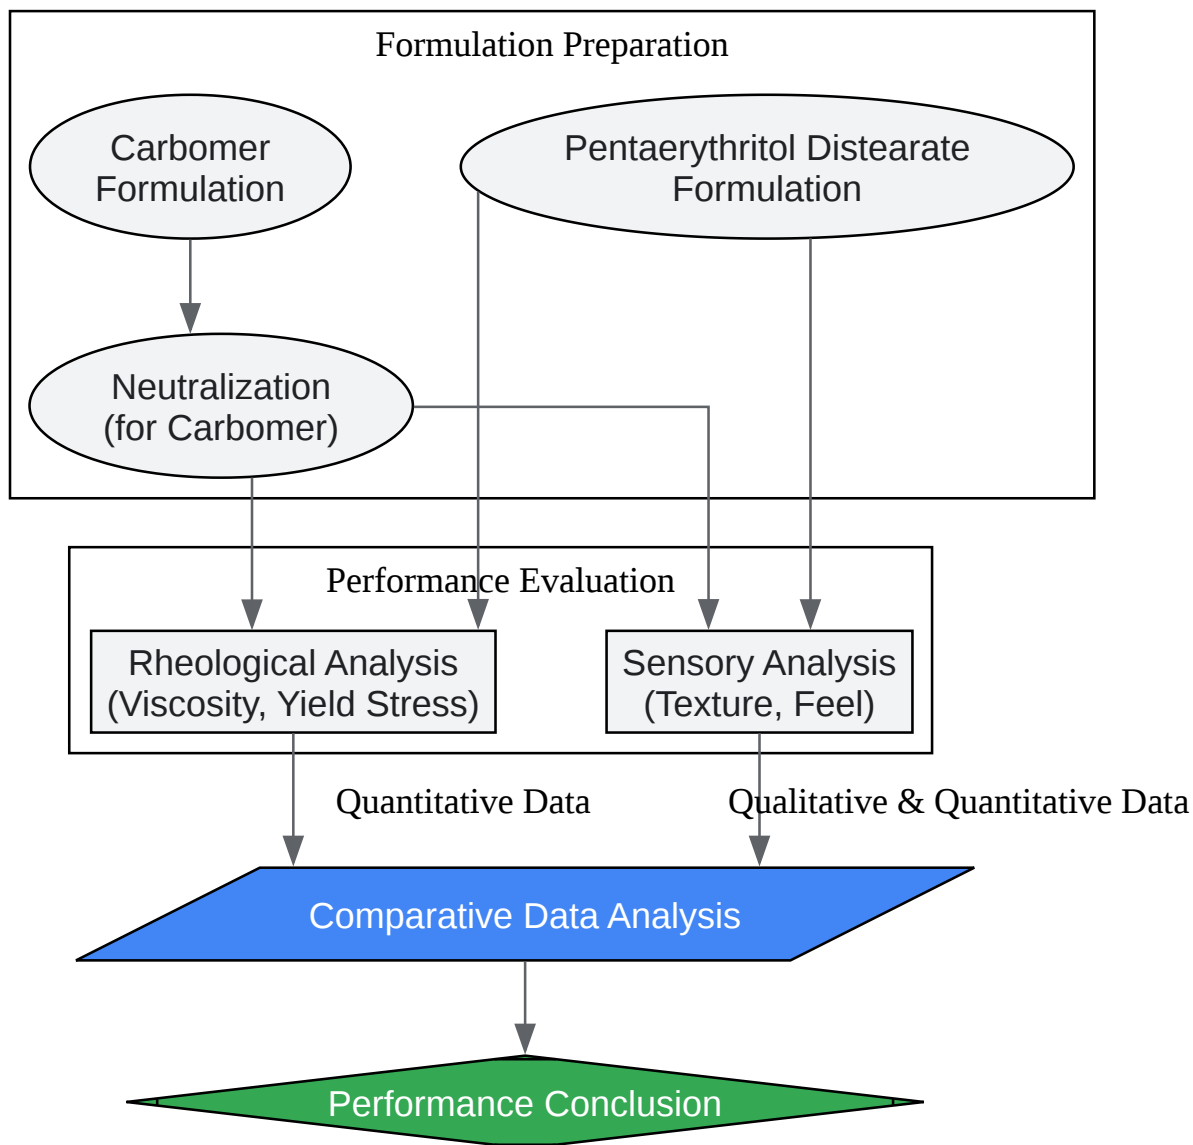 Formulation Preparation
Carbomer
Formulation
Pentaerythritol Distearate
Formulation
Neutralization
(for Carbomer)
Performance Evaluation
Rheological Analysis
(Viscosity, Yield Stress)
Sensory Analysis
(Texture, Feel)
Quantitative Data
Qualitative & Quantitative Data
Comparative Data Analysis
Performance Conclusion